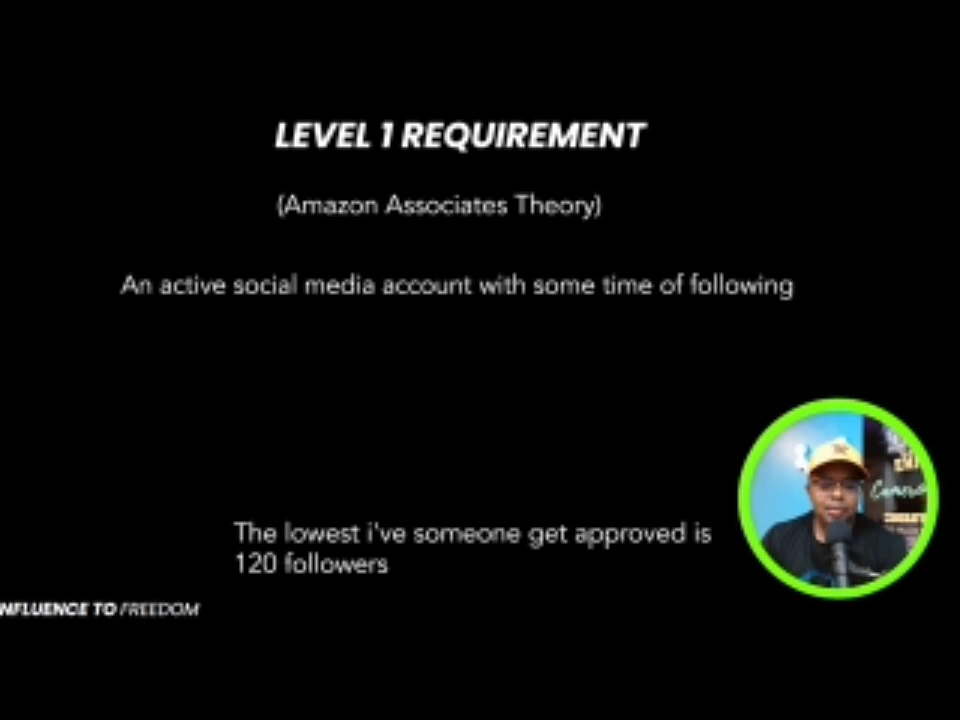 LEVEL 1 REQUIREMENT
(Amazon Associates Theory)
An active social media account with some time of following
The lowest i've someone get approved is
120 followers
NFLUENCE TO FREEDOM